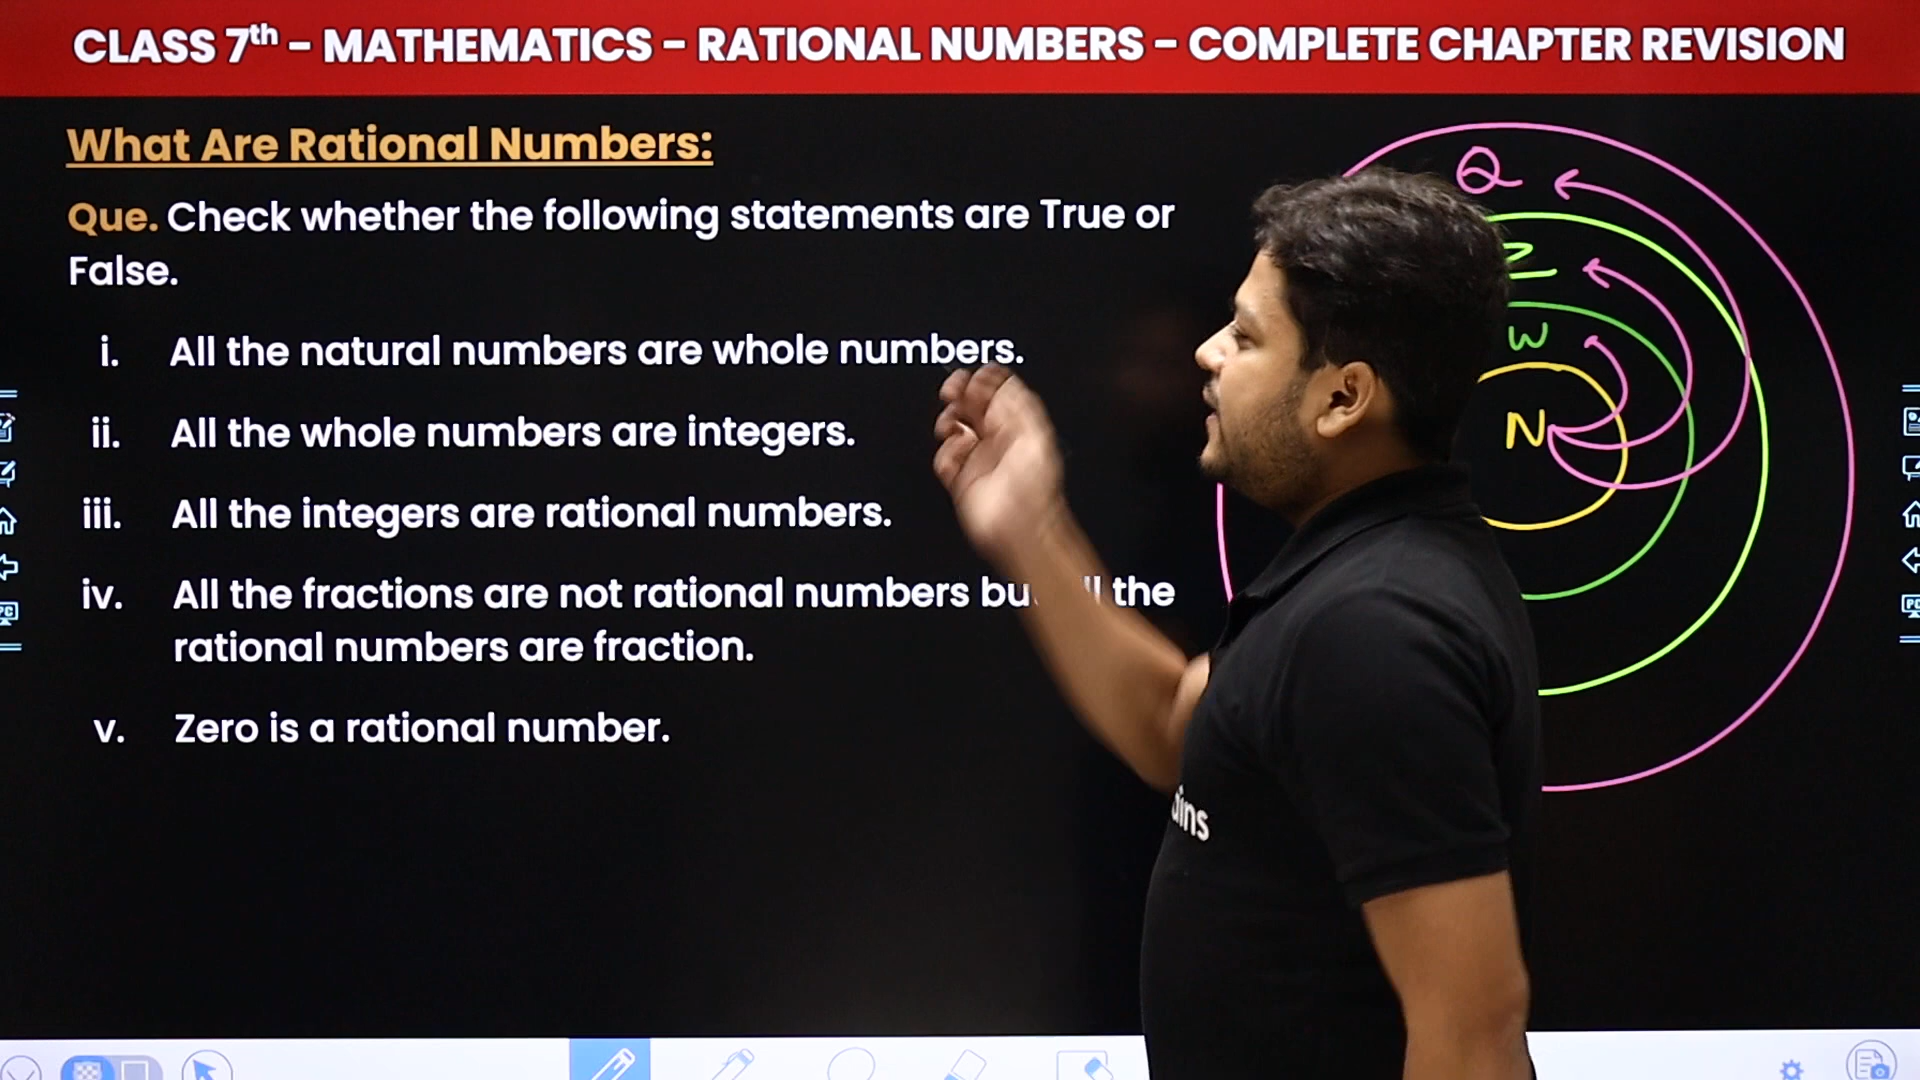 CLASS 7th - MATHEMATICS - RATIONAL NUMBERS - COMPLETE CHAPTER REVISION
What Are Rational Numbers:
Que. Check whether the following statements are True or
False.
i. All the natural numbers are whole numbers.
ii. All the whole numbers are integers.
iii. All the integers are rational numbers.
iv. All the fractions are not rational numbers the
rational numbers are fraction.
v. Zero is a rational number.
Q
Z
W
N